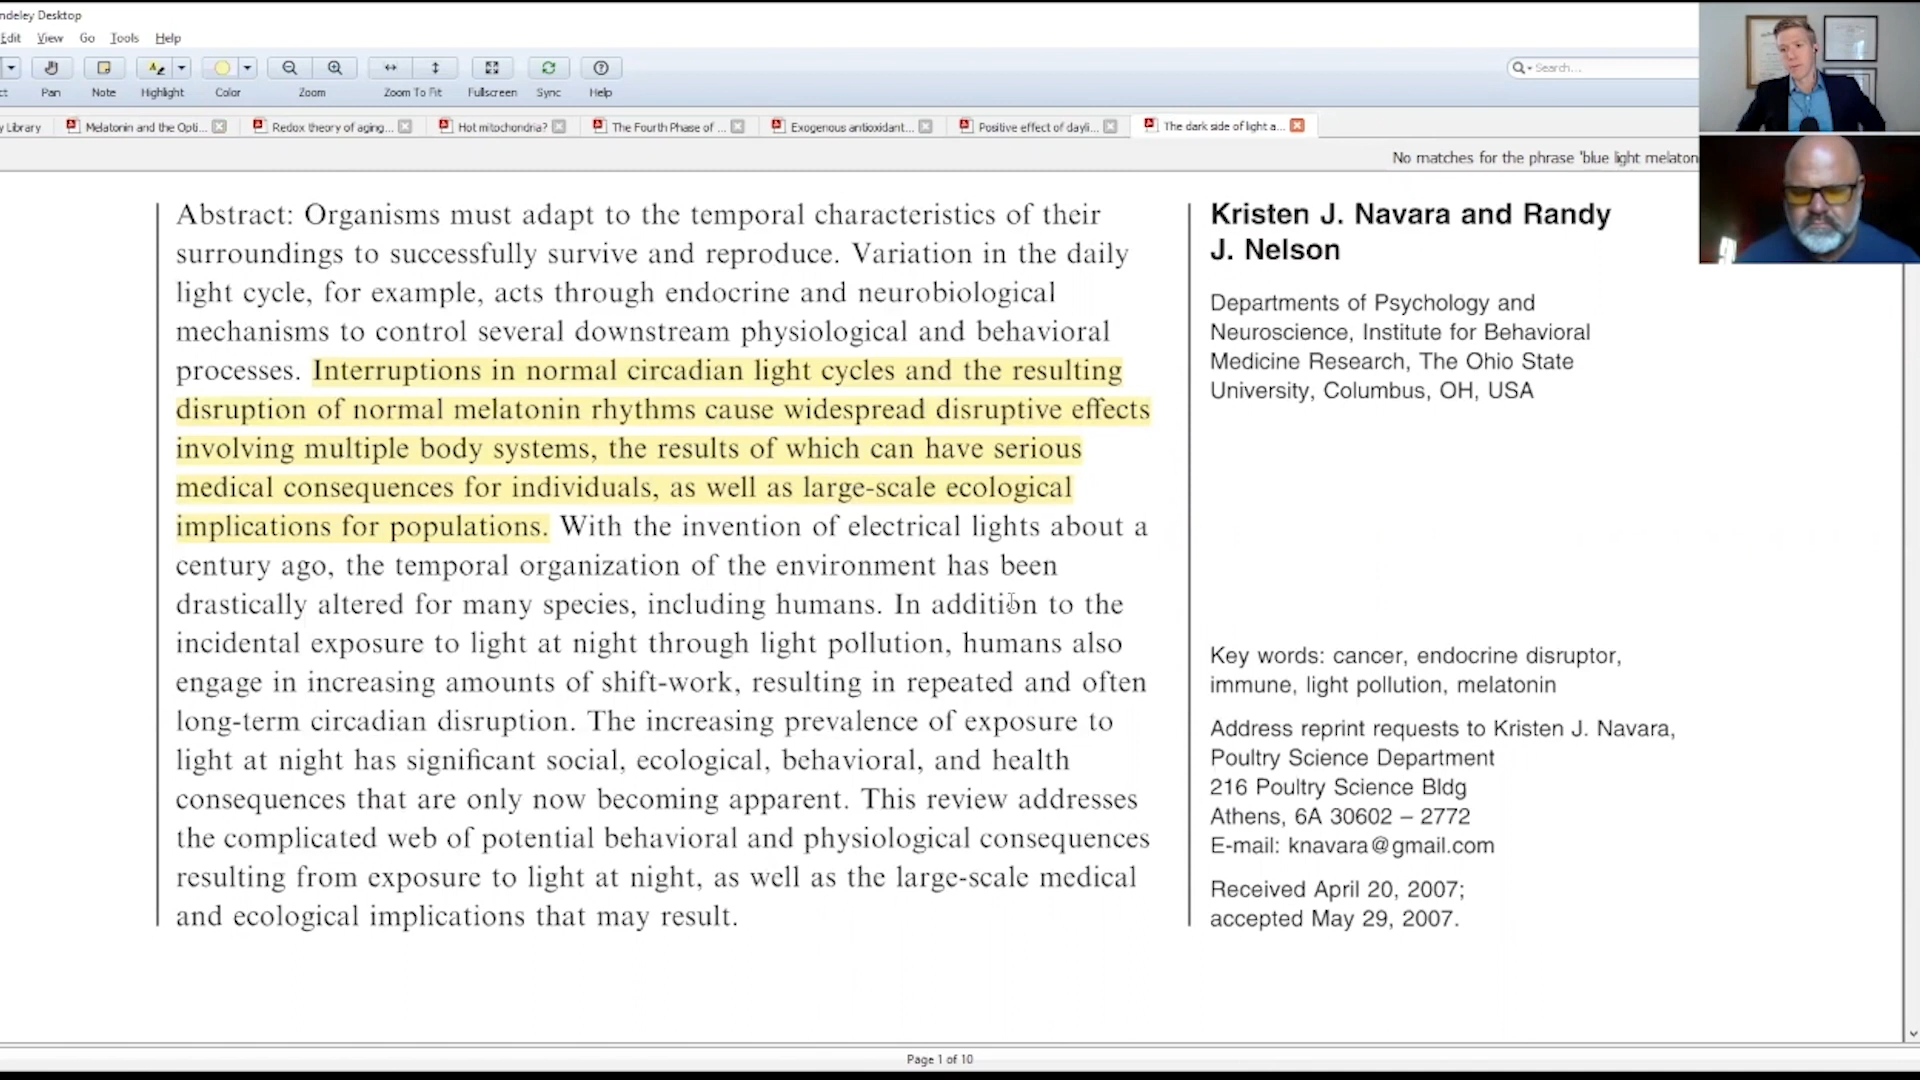 ndeley Desktop
Edit View Go Tools Help
ct Pan Note Highlight Color Zoom Zoom To Fit Fullscreen Sync Help
Search...
y Library Melatonin and the Opti... Redox theory of aging... Hot mitochondria? The Fourth Phase of ... Exogenous antioxidant... Positive effect of dayli... The dark side of light a...
No matches for the phrase 'blue light melaton
Abstract: Organisms must adapt to the temporal characteristics of their
surroundings to successfully survive and reproduce. Variation in the daily
light cycle, for example, acts through endocrine and neurobiological
mechanisms to control several downstream physiological and behavioral
processes. Interruptions in normal circadian light cycles and the resulting
disruption of normal melatonin rhythms cause widespread disruptive effects
involving multiple body systems, the results of which can have serious
medical consequences for individuals, as well as large-scale ecological
implications for populations. With the invention of electrical lights about a
century ago, the temporal organization of the environment has been
drastically altered for many species, including humans. In addition to the
incidental exposure to light at night through light pollution, humans also
engage in increasing amounts of shift-work, resulting in repeated and often
long-term circadian disruption. The increasing prevalence of exposure to
light at night has significant social, ecological, behavioral, and health
consequences that are only now becoming apparent. This review addresses
the complicated web of potential behavioral and physiological consequences
resulting from exposure to light at night, as well as the large-scale medical
and ecological implications that may result.
Kristen J. Navara and Randy
J. Nelson
Departments of Psychology and
Neuroscience, Institute for Behavioral
Medicine Research, The Ohio State
University, Columbus, OH, USA
Key words: cancer, endocrine disruptor,
immune, light pollution, melatonin
Address reprint requests to Kristen J. Navara,
Poultry Science Department
216 Poultry Science Bldg
Athens, 6A 30602 – 2772
E-mail: knavara@gmail.com
Received April 20, 2007;
accepted May 29, 2007.
Page 1 of 10